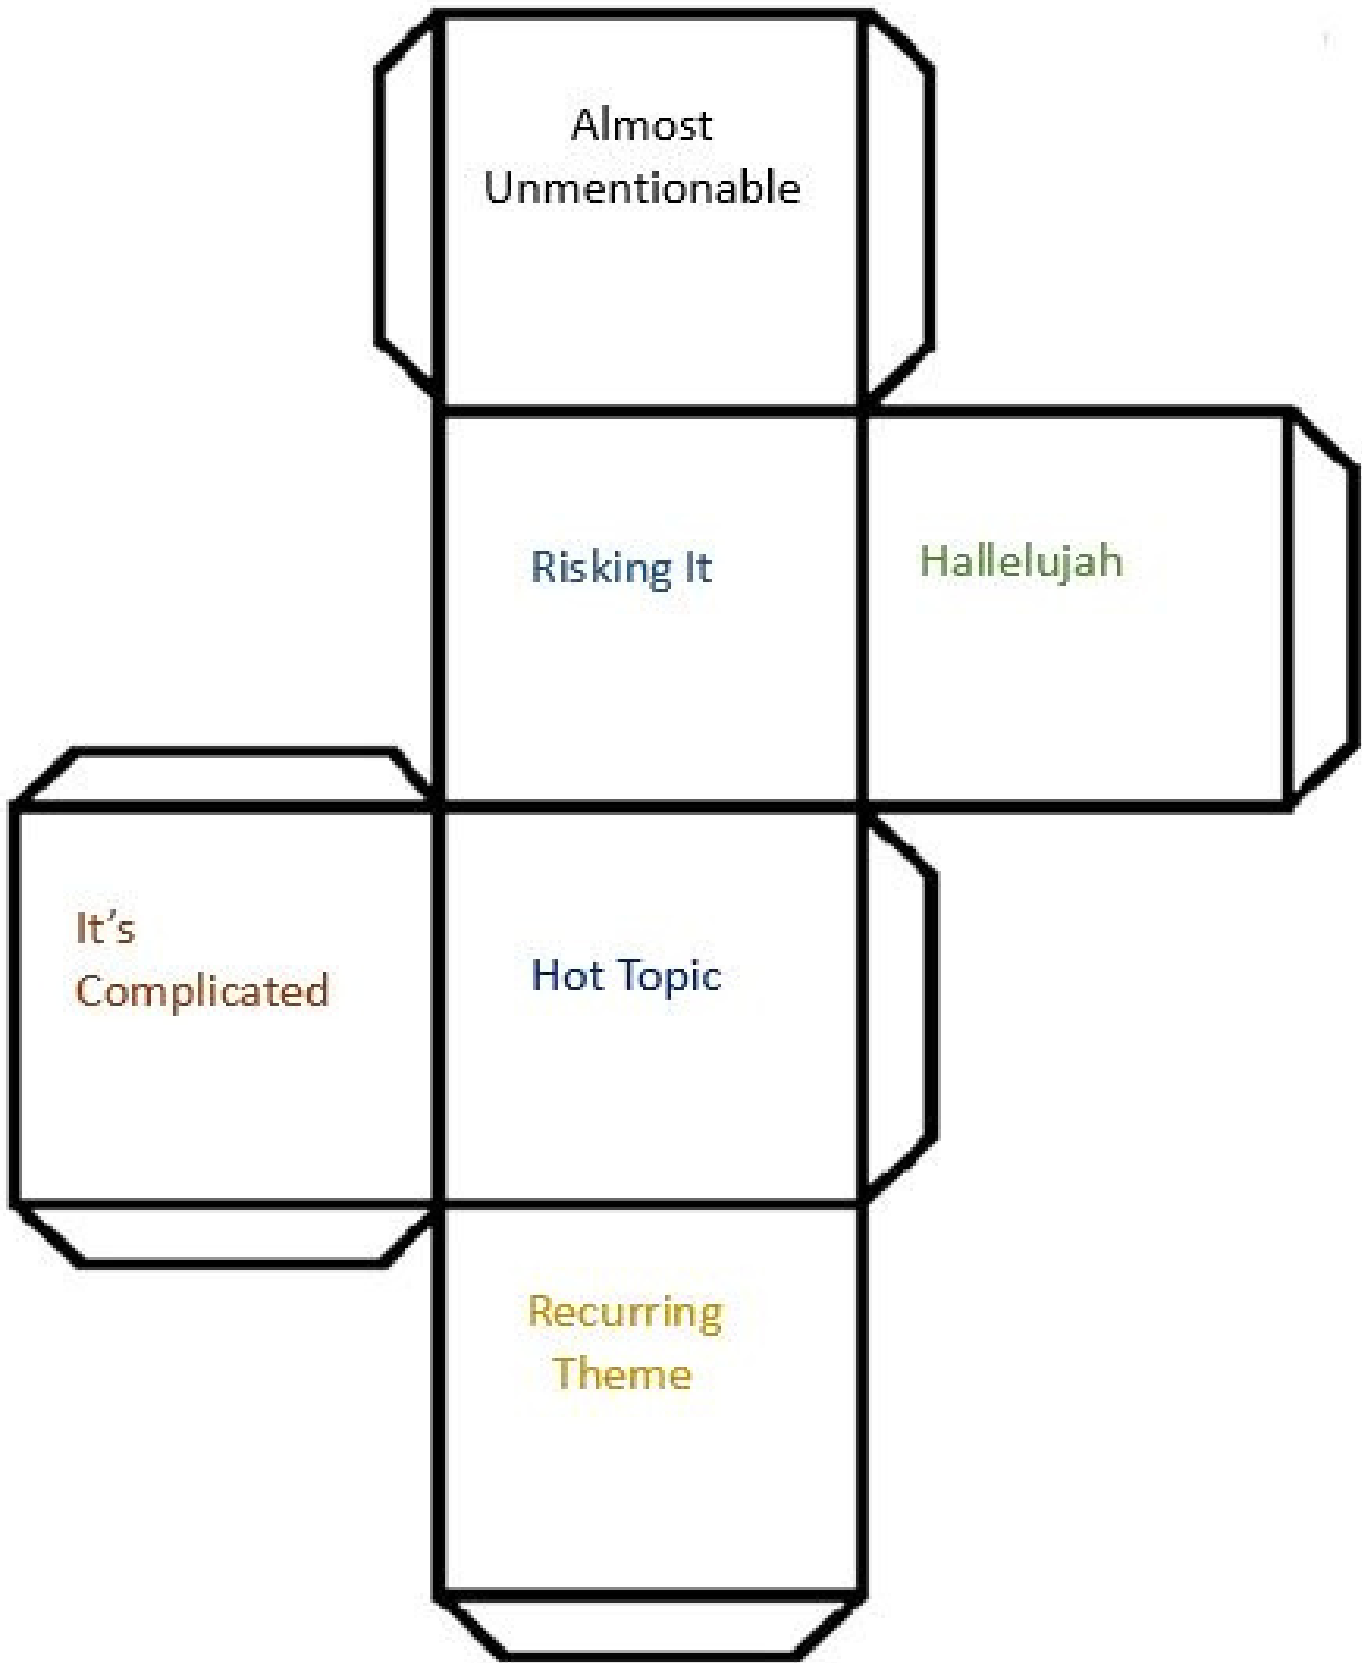 Almost
Unmentionable
Risking It
Hallelujah
It’s
Complicated
Hot Topic
Recurring
Theme